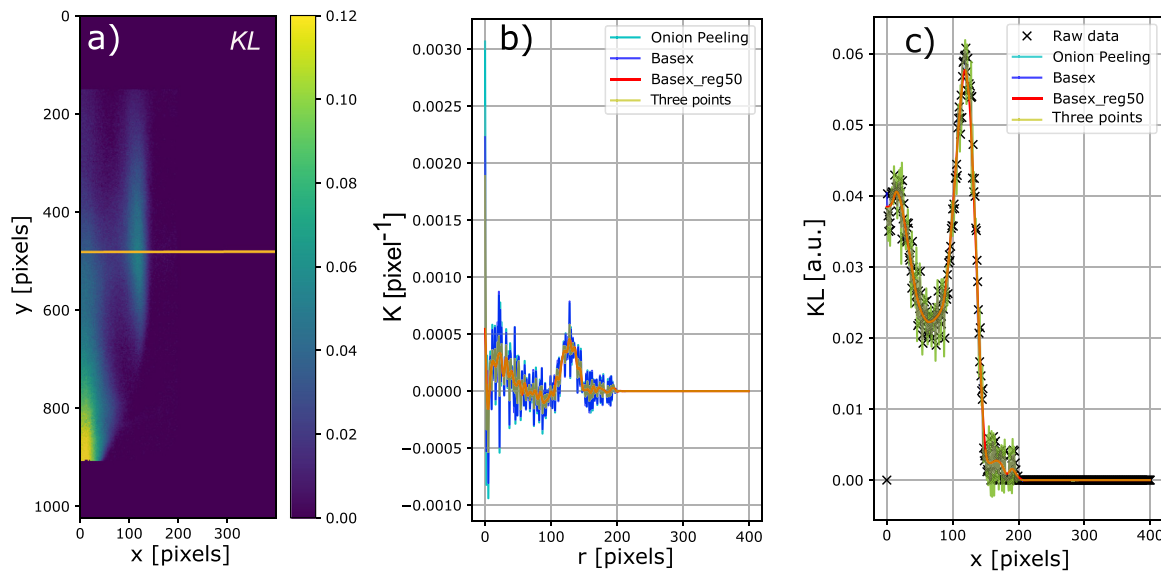 a)
KL
0
200
400
600
800
1000
y [pixels]
0
100
200
300
x [pixels]
0.12
0.10
0.08
0.06
0.04
0.02
0.00
b)
Onion Peeling
Basex
Basex_reg50
Three points
0.0030
0.0025
0.0020
0.0015
0.0010
0.0005
0.0000
−0.0005
−0.0010
K [pixel⁻¹]
0
100
200
300
400
r [pixels]
c)
Raw data
Onion Peeling
Basex
Basex_reg50
Three points
0.06
0.05
0.04
0.03
0.02
0.01
0.00
KL [a.u.]
0
100
200
300
400
x [pixels]